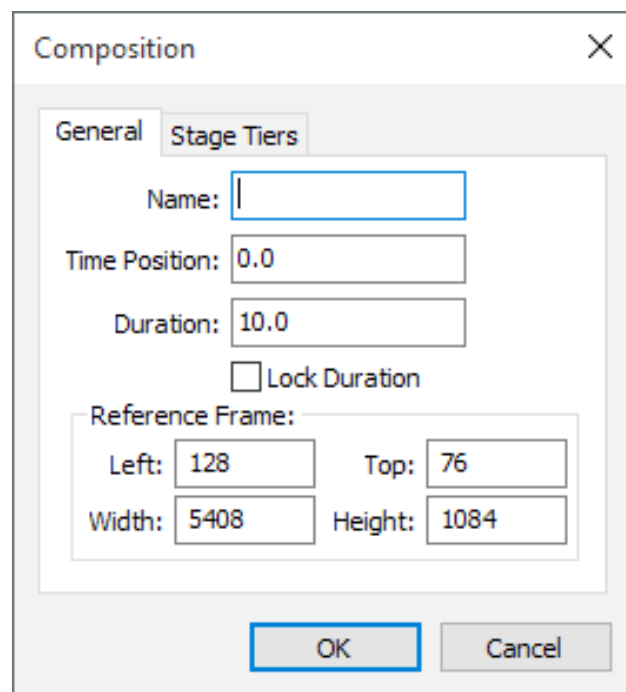 Composition
General Stage Tiers
Name:
Time Position: 0.0
Duration: 10.0
Lock Duration
Reference Frame:
Left: 128 Top: 76
Width: 5408 Height: 1084
OK Cancel